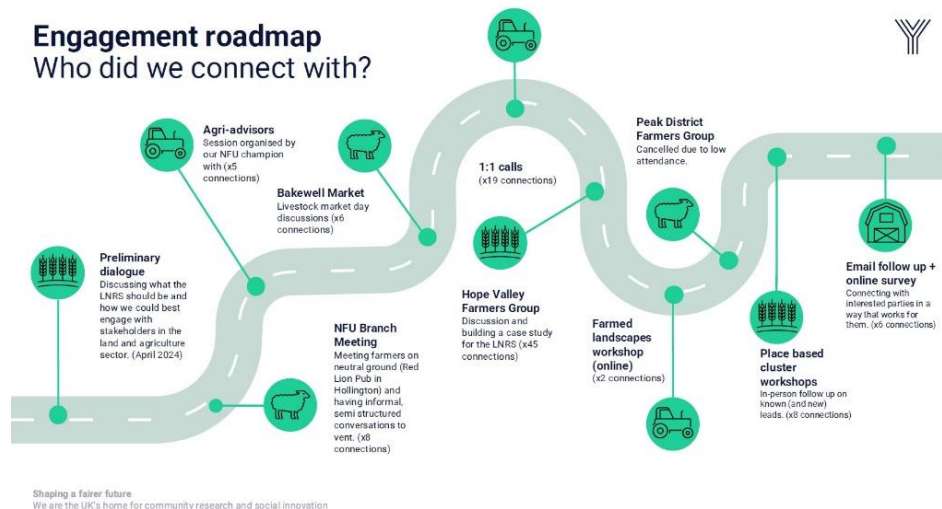 Engagement roadmap
Who did we connect with?
Agri-advisors
Session organised by
our NFU champion
with (x5
connections)
Bakewell Market
Livestock market day
discussions (x6
connections)
Preliminary
dialogue
Discussing what the
LNRS should be and
how we could best
engage with
stakeholders in the
land and agriculture
sector. (April 2024)
NFU Branch
Meeting
Meeting farmers on
neutral ground (Red
Lion Pub in
Hollington) and
having informal,
semi structured
conversations to
vent. (x8
connections)
1:1 calls
(x19 connections)
Hope Valley
Farmers Group
Discussion and
building a case study
for the LNRS (x45
connections)
Peak District
Farmers Group
Cancelled due to low
attendance.
Farmed
landscapes
workshop
(online)
(x2 connections)
Place based
cluster
workshops
In-person follow up on
known (and new)
leads. (x8 connections)
Email follow up +
online survey
Connecting with
interested parties in a
way that works for
them. (x6 connections)
Shaping a fairer future
We are the UK's home for community research and social innovation